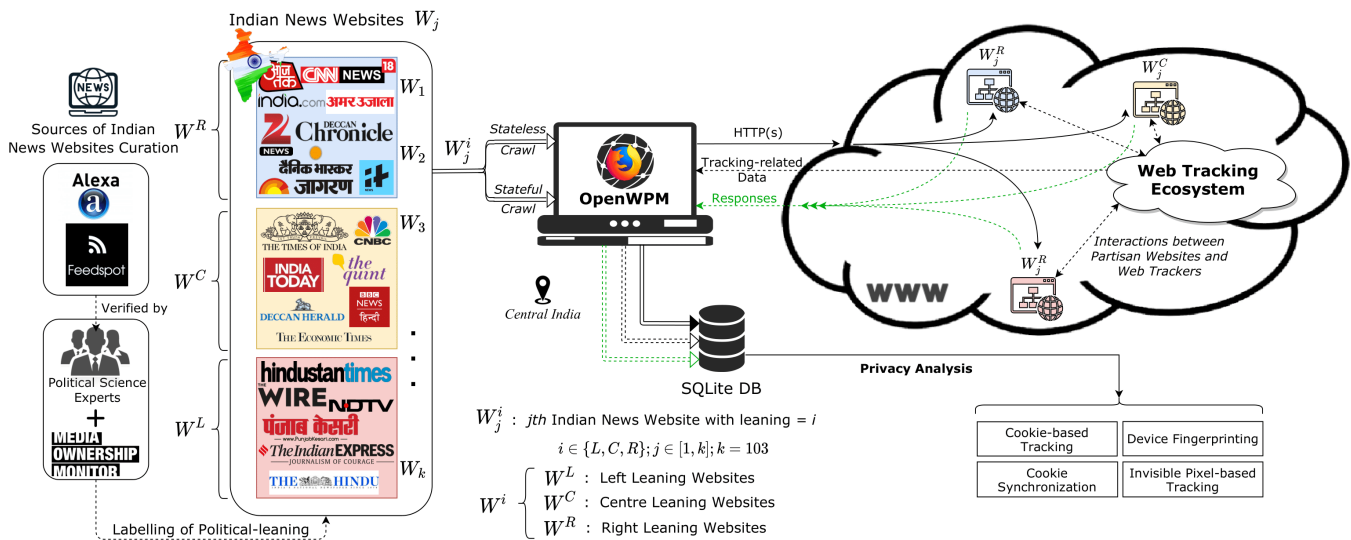 Indian News Websites W_j
NEWS
Sources of Indian
News Websites Curation
Alexa
a
Feedspot
Verified by
Political Science
Experts
+
MEDIA
OWNERSHIP
MONITOR
Labelling of Political-leaning
W^R
W^C
W^L
आज
तक
CNN NEWS 18
india.com अमर उजाला
Z
NEWS
DECCAN
Chronicle
दैनिक भास्कर
जागरण
it
W_1
W_2
THE TIMES OF INDIA
CNBC
INDIA
TODAY
the
quint
DECCAN HERALD
BBC
NEWS
हिन्दी
THE ECONOMIC TIMES
W_3
hindustantimes
THE
WIRE
NDTV
पंजाब केसरी
www.PunjabKesari.com
The Indian EXPRESS
JOURNALISM OF COURAGE
THE HINDU
W_k
W_j^i
Stateless
Crawl
Stateful
Crawl
OpenWPM
Central India
SQLite DB
HTTP(s)
Tracking-related
Data
Responses
W_j^R
W_j^C
W_j^R
Web Tracking
Ecosystem
Interactions between
Partisan Websites and
Web Trackers
WWW
Privacy Analysis
Cookie-based
Tracking
Device Fingerprinting
Cookie
Synchronization
Invisible Pixel-based
Tracking
W_j^i : jth Indian News Website with leaning = i
i ∈ {L, C, R}; j ∈ [1, k]; k = 103
W^i
W^L : Left Leaning Websites
W^C : Centre Leaning Websites
W^R : Right Leaning Websites